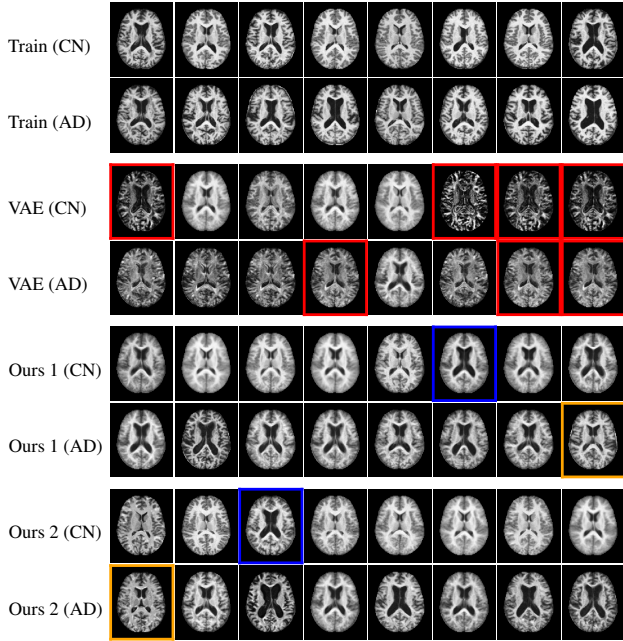 Train (CN)
Train (AD)
VAE (CN)
VAE (AD)
Ours 1 (CN)
Ours 1 (AD)
Ours 2 (CN)
Ours 2 (AD)